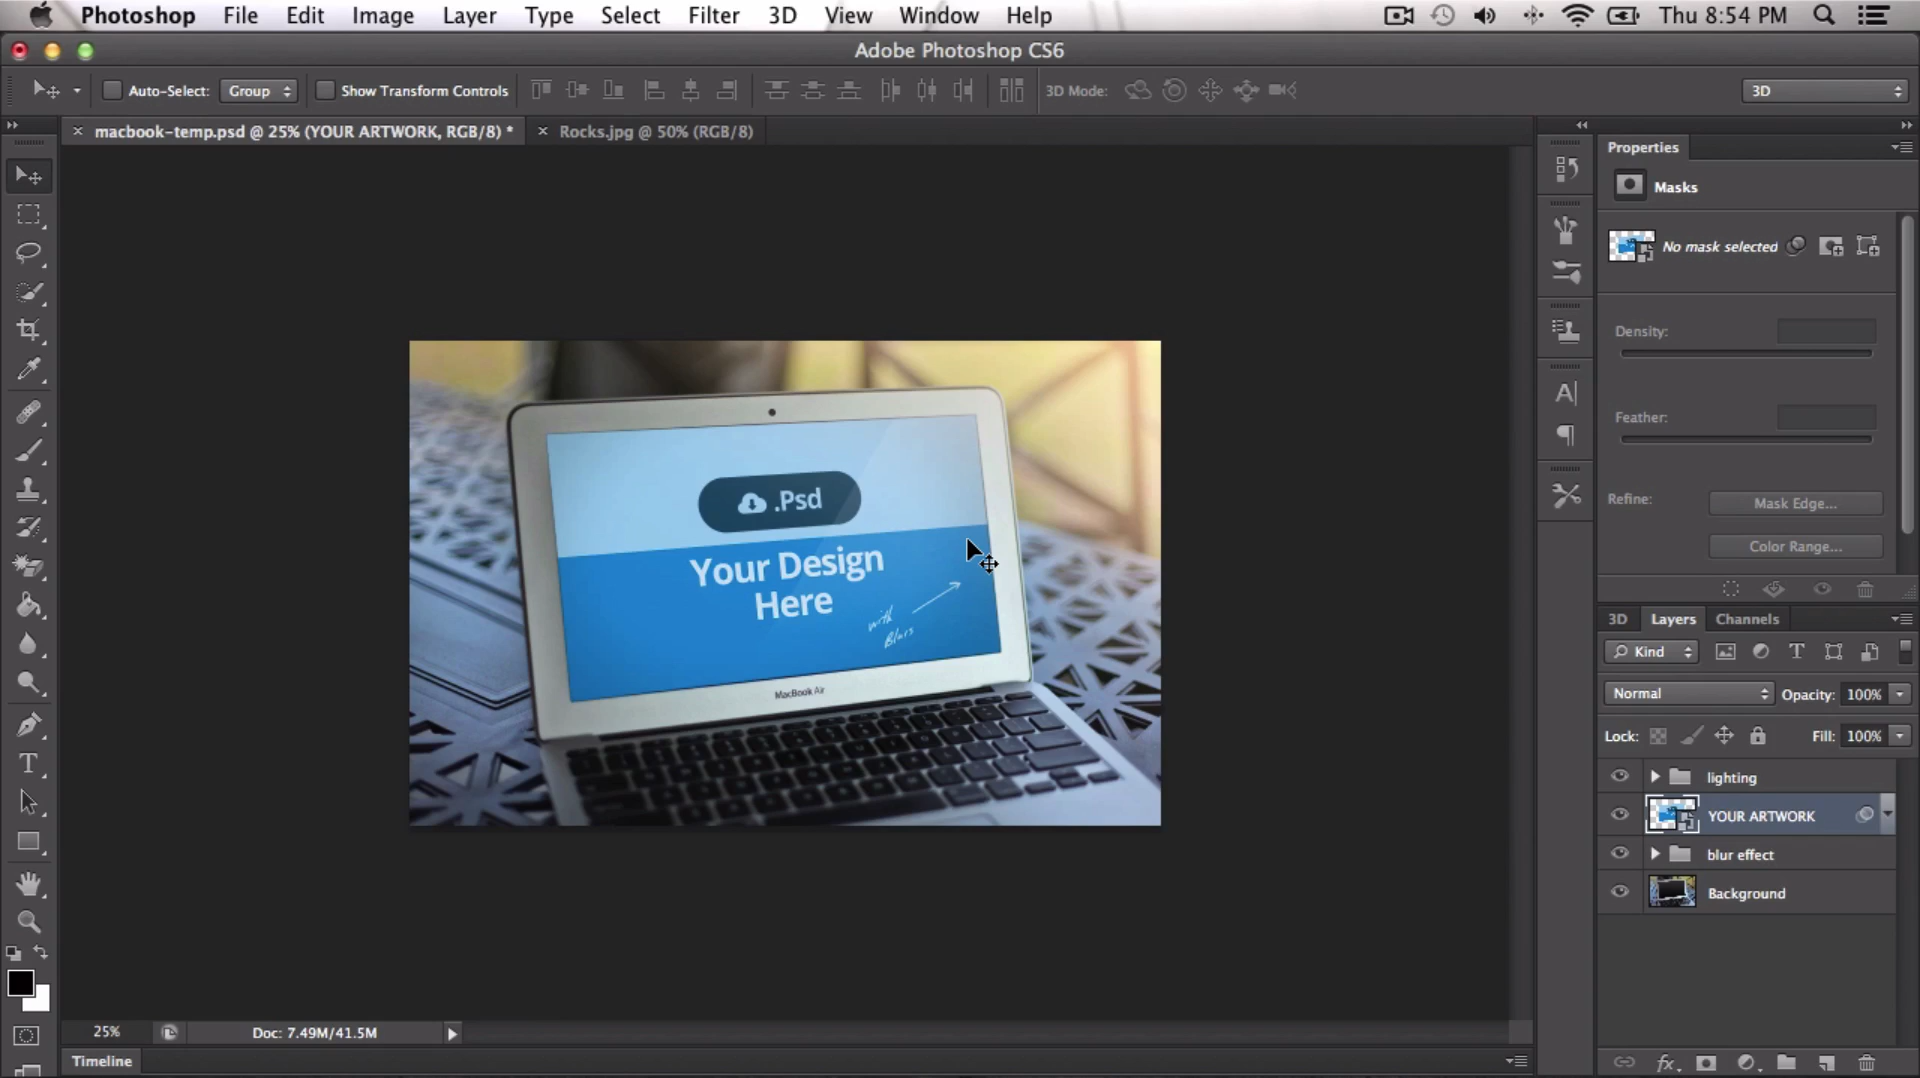 Photoshop File Edit Image Layer Type Select Filter 3D View Window Help Thu 8:54 PM
Adobe Photoshop CS6
Auto-Select: Group Show Transform Controls 3D Mode: 3D
macbook-temp.psd @ 25% (YOUR ARTWORK, RGB/8) * Rocks.jpg @ 50% (RGB/8)
Properties
Masks
No mask selected
Density:
Feather:
Refine: Mask Edge...
Color Range...
.Psd
Your Design
Here
with
Blurs
MacBook Air
3D Layers Channels
Kind
Normal Opacity: 100%
Lock: Fill: 100%
lighting
YOUR ARTWORK
blur effect
Background
25% Doc: 7.49M/41.5M
Timeline